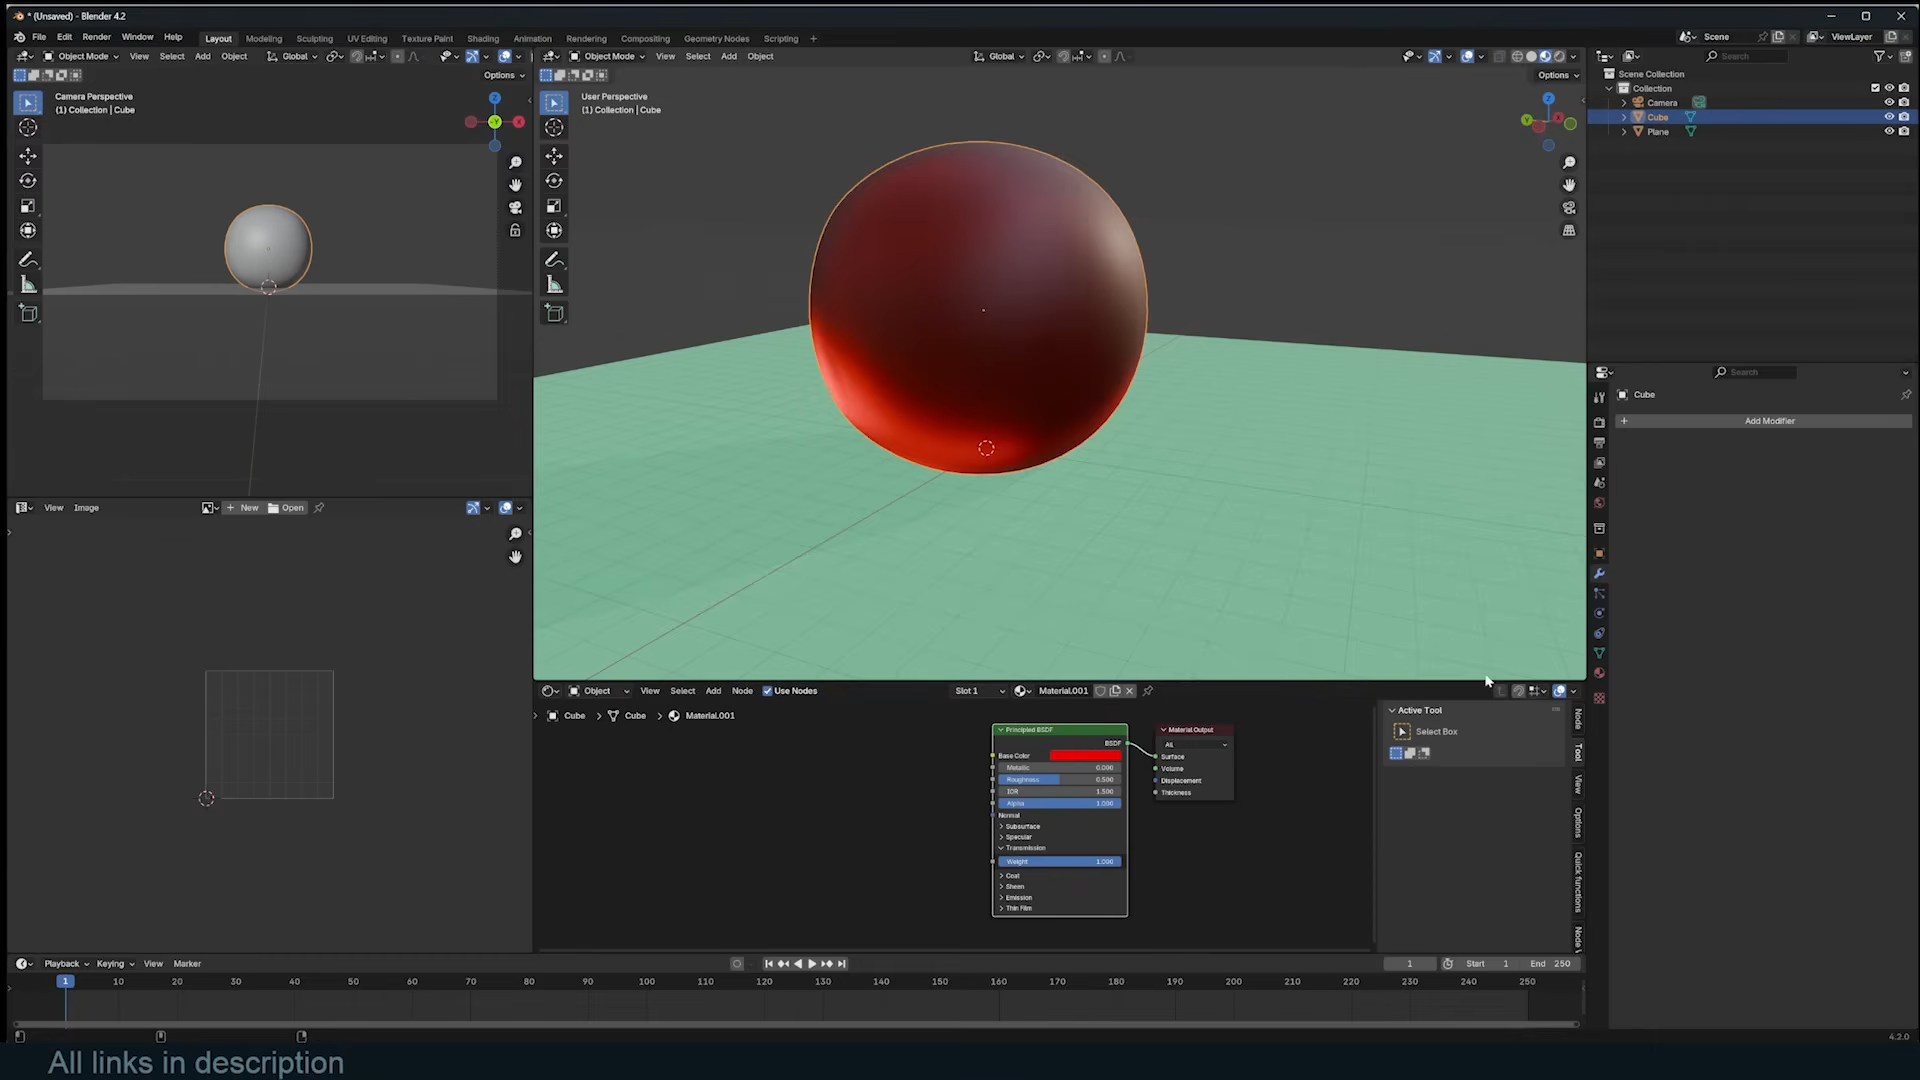 * (Unsaved) - Blender 4.2
File Edit Render Window Help
Layout Modeling Sculpting UV Editing Texture Paint Shading Animation Rendering Compositing Geometry Nodes Scripting +
Scene
ViewLayer
Object Mode View Select Add Object Global
Options
Camera Perspective
(1) Collection | Cube
Z
-Y
X
Object Mode View Select Add Object Global
Options
User Perspective
(1) Collection | Cube
Z
Y
X
Search
Scene Collection
Collection
Camera
Cube
Plane
Search
Cube
+ Add Modifier
View Image + New Open
Object View Select Add Node Use Nodes Slot 1 Material.001
Cube > Cube > Material.001
Principled BSDF
BSDF
Base Color
Metallic 0.000
Roughness 0.500
IOR 1.500
Alpha 1.000
Normal
Subsurface
Specular
Transmission
Weight 1.000
Coat
Sheen
Emission
Thin Film
Material Output
All
Surface
Volume
Displacement
Thickness
Active Tool
Select Box
Node
Tool
View
Options
Quick functions
Playback Keying View Marker
1 Start 1 End 250
1 10 20 30 40 50 60 70 80 90 100 110 120 130 140 150 160 170 180 190 200 210 220 230 240 250
4.2.0
All links in description